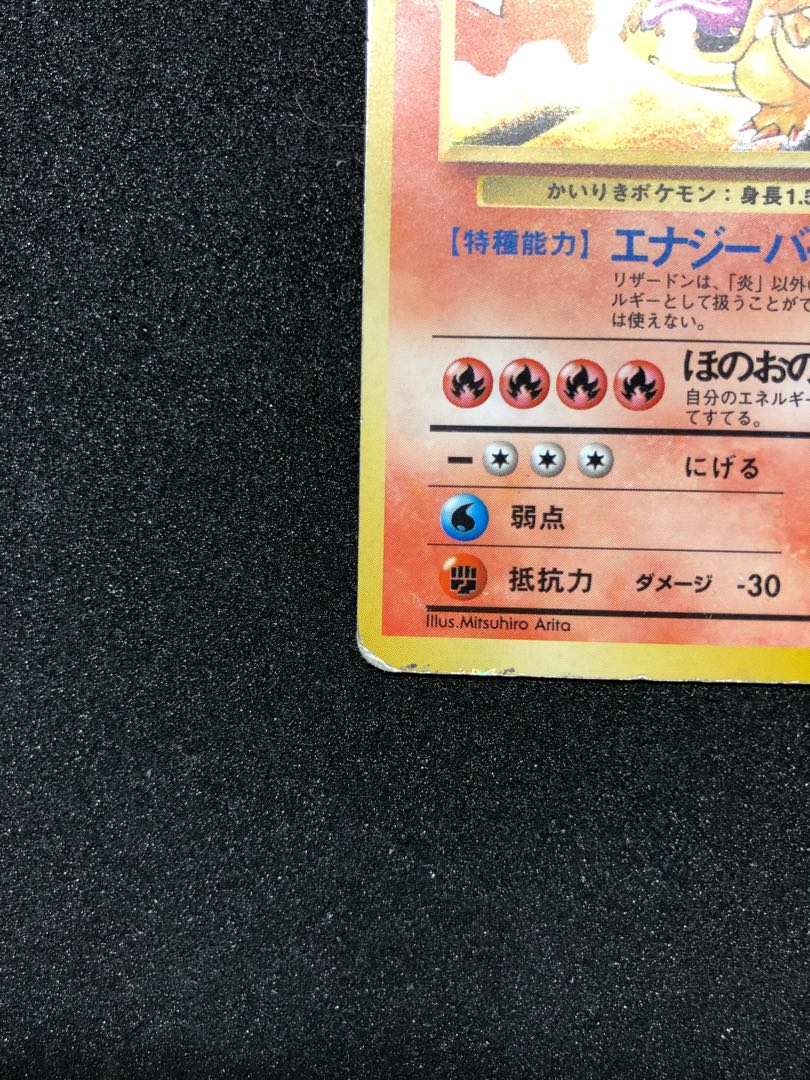 かいりきポケモン：身長1.5
【特殊能力】 エナジーバ
リザードンは、「炎」以外
ルギーとして扱うことがで
は使えない。
ほのおの
自分のエネルギー
てすてる。
ー にげる
弱点
抵抗力 ダメージ -30
Illus.Mitsuhiro Arita